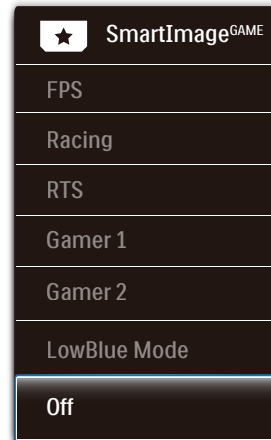 SmartImageGAME
FPS
Racing
RTS
Gamer 1
Gamer 2
LowBlue Mode
Off